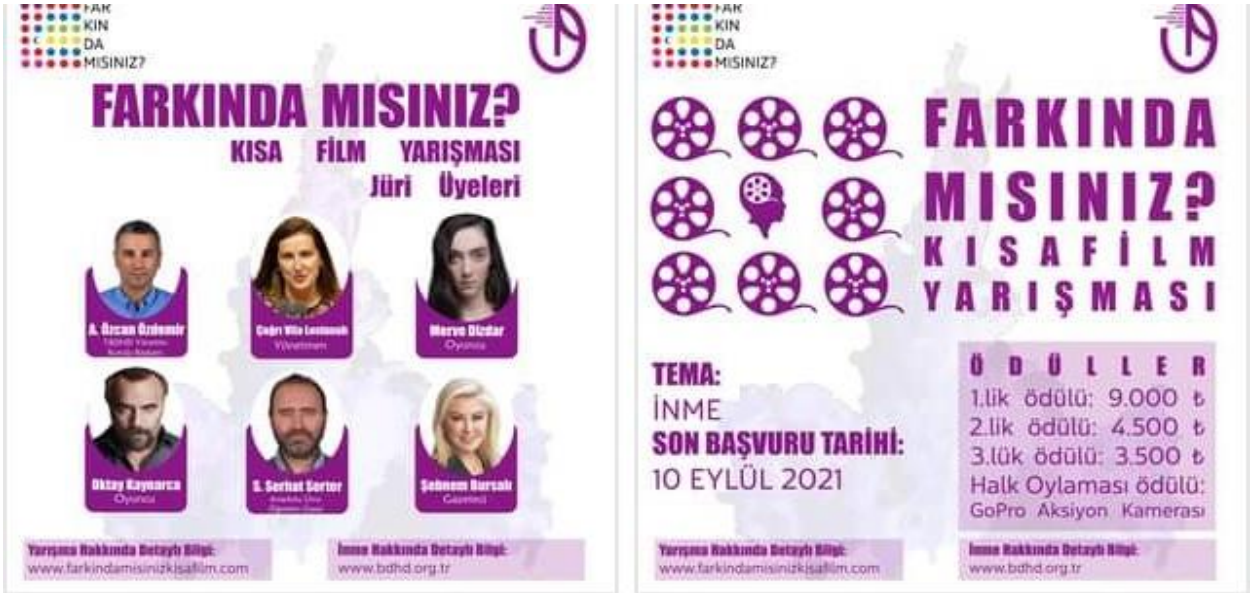 FAR
KIN
DA
MISINIZ?
FARKINDA MISINIZ?
KISA FİLM YARIŞMASI
Jüri Üyeleri
A. Özcan Özdemir
Çağrı Vila Lostuvalı
Yönetmen
Merve Dizdar
Oyuncu
Oktay Kaynarca
Oyuncu
S. Serhat Serter
Şebnem Bursalı
Gazeteci
Yarışma Hakkında Detaylı Bilgi:
www.farkindamisinizkisafilm.com
İnme Hakkında Detaylı Bilgi:
www.bdhd.org.tr
FAR
KIN
DA
MISINIZ?
FARKINDA
MISINIZ?
KISA FİLM
YARIŞMASI
TEMA:
İNME
SON BAŞVURU TARİHİ:
10 EYLÜL 2021
ÖDÜLLER
1.lik ödülü: 9.000 ₺
2.lik ödülü: 4.500 ₺
3.lük ödülü: 3.500 ₺
Halk Oylaması ödülü:
GoPro Aksiyon Kamerası
Yarışma Hakkında Detaylı Bilgi:
www.farkindamisinizkisafilm.com
İnme Hakkında Detaylı Bilgi:
www.bdhd.org.tr